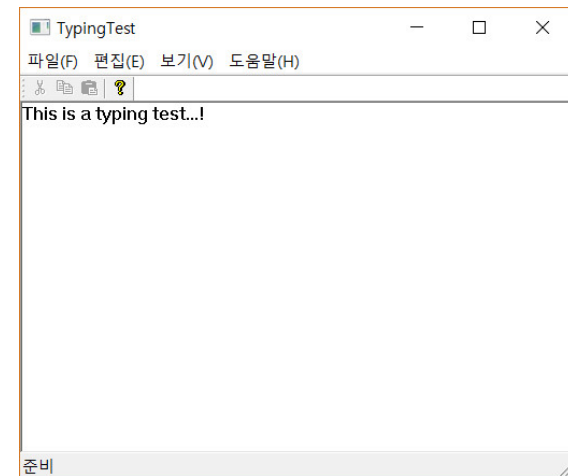 TypingTest
파일(F) 편집(E) 보기(V) 도움말(H)
This is a typing test...!
준비